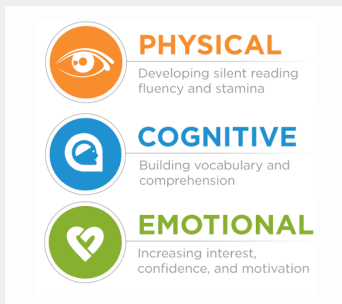 PHYSICAL
Developing silent reading
fluency and stamina
COGNITIVE
Building vocabulary and
comprehension
EMOTIONAL
Increasing interest,
confidence, and motivation